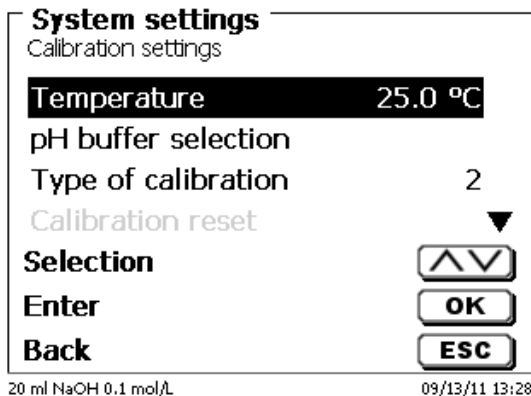 System settings
Calibration settings
Temperature 25.0 ºC
pH buffer selection
Type of calibration 2
Calibration reset
Selection
Enter OK
Back ESC
20 ml NaOH 0.1 mol/L 09/13/11 13:28